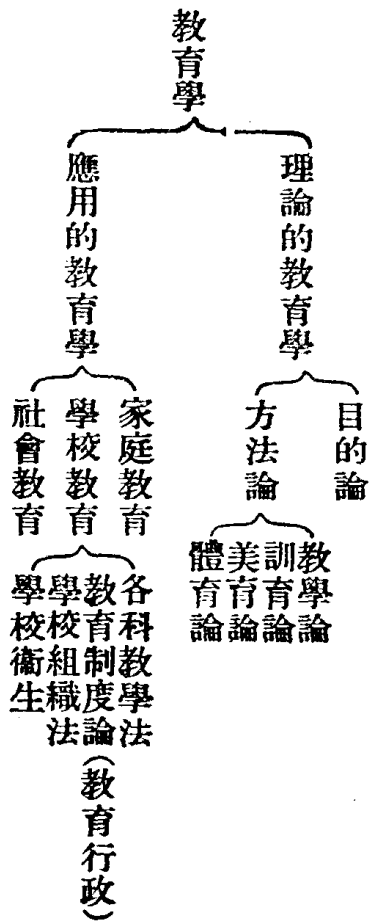 教育學
理論的教育學
目的論
方法論
教學論
訓育論
美育論
體育論
應用的教育學
家庭教育
學校教育
各科教學法
教育制度論(教育行政)
學校組織法
學校衞生
社會教育